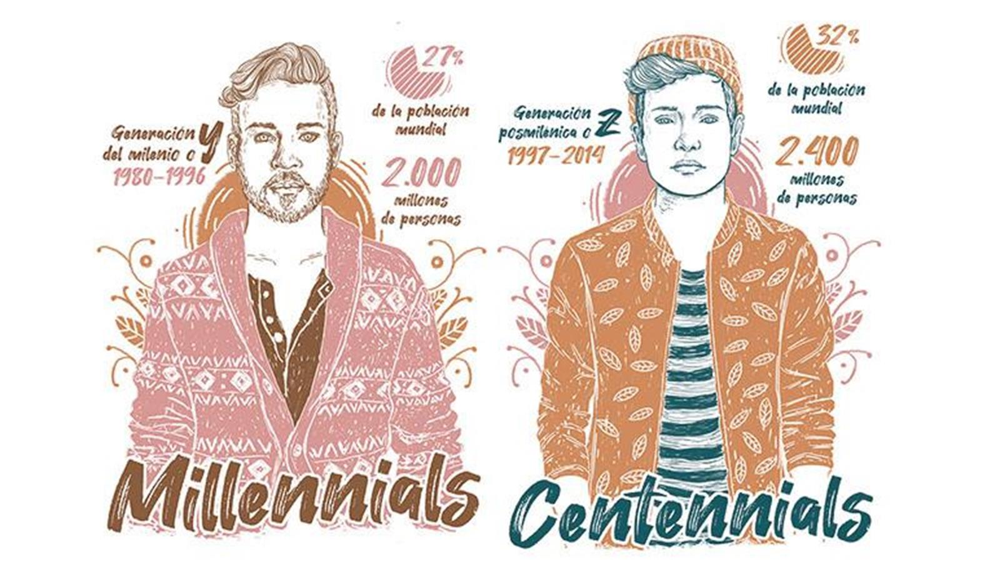 27%
de la población
mundial
Generación y
del milenio o
1980-1996
2.000
millones
de personas
Millennials
32%
de la población
mundial
Generación
posmilénica o Z
1997-2014
2.400
millones
de personas
Centennials